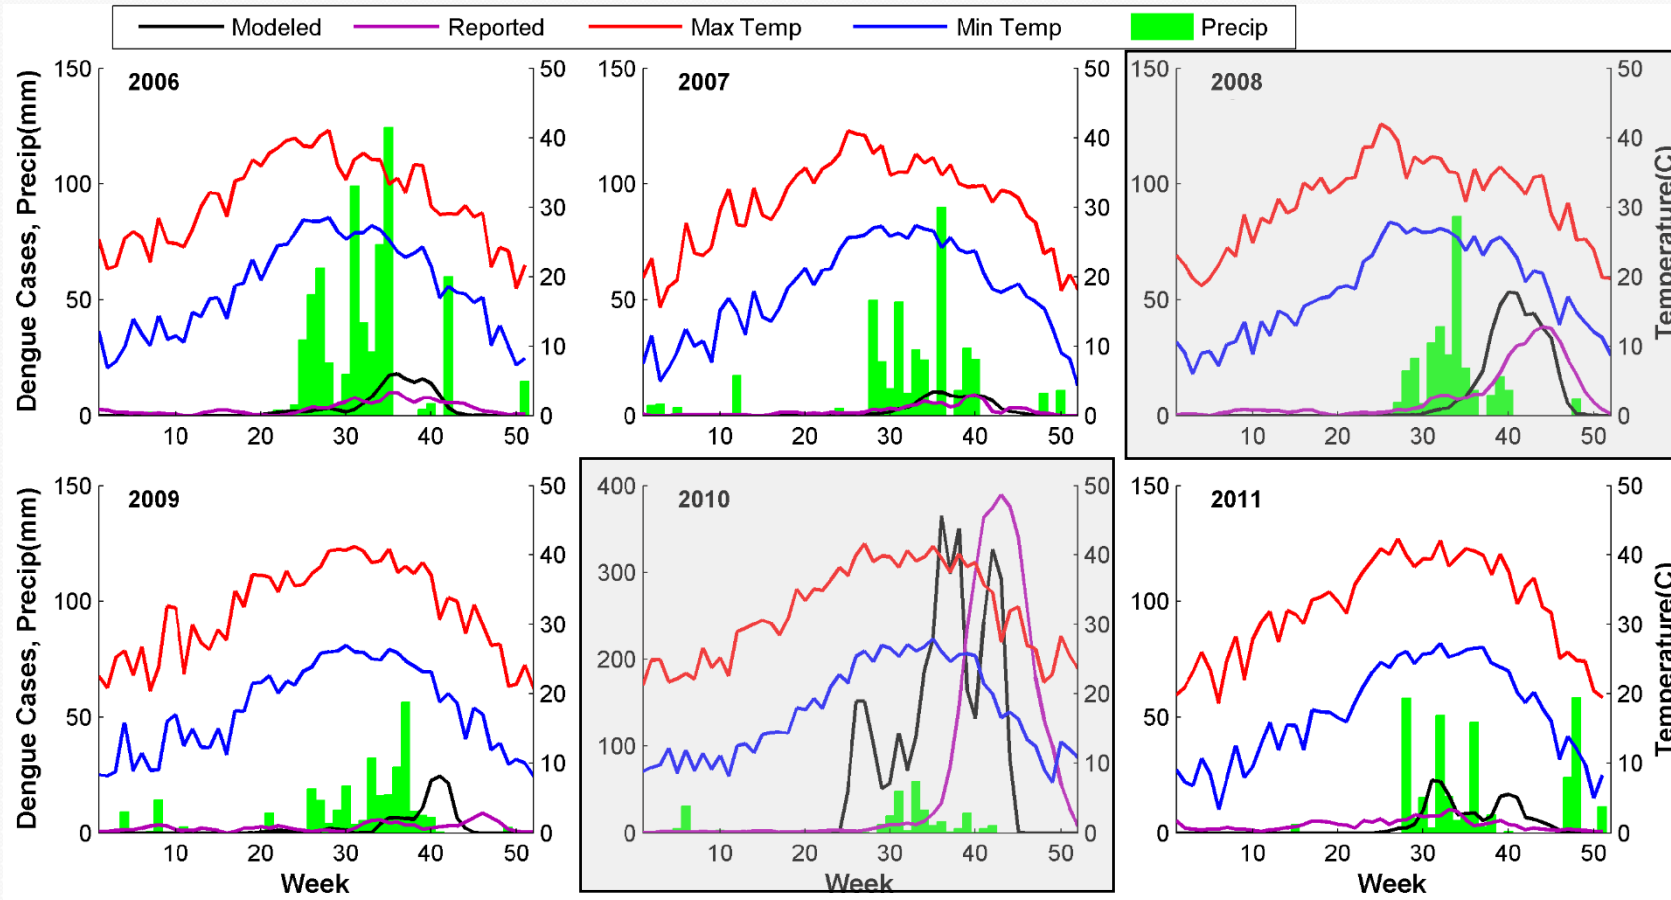 Modeled Reported Max Temp Min Temp Precip
Dengue Cases, Precip(mm)
150 100 50 0
2006
50 40 30 20 10 0
10 20 30 40 50
150 100 50 0
2007
50 40 30 20 10 0
10 20 30 40 50
150 100 50 0
2008
50 40 30 20 10 0
10 20 30 40 50
Temperature(C)
Dengue Cases, Precip(mm)
150 100 50 0
2009
50 40 30 20 10 0
10 20 30 40 50
Week
400 300 200 100 0
2010
50 40 30 20 10 0
10 20 30 40 50
Week
150 100 50 0
2011
50 40 30 20 10 0
10 20 30 40 50
Week
Temperature(C)